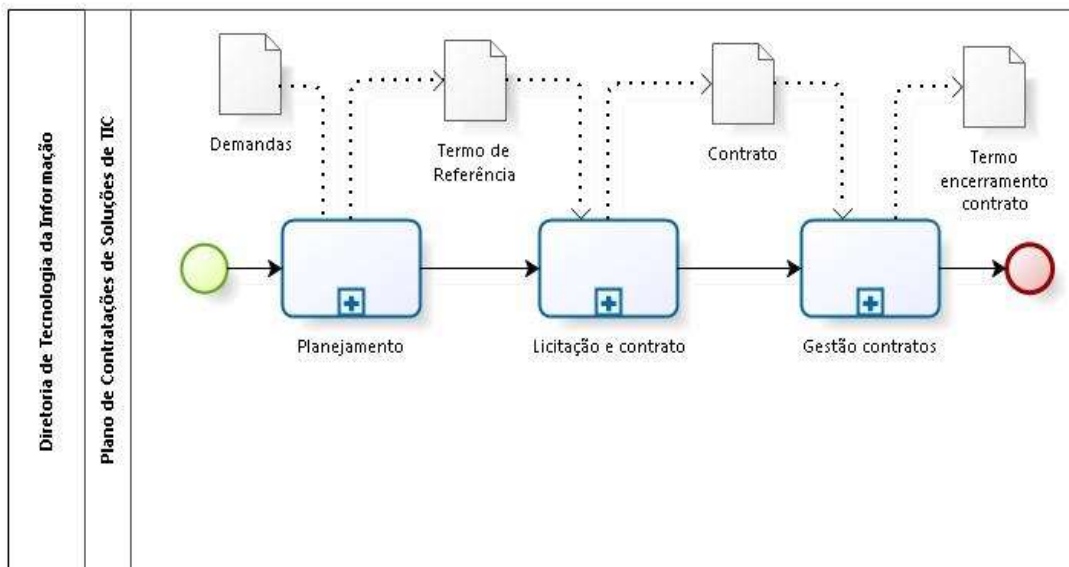 Diretoria de Tecnologia da Informação
Plano de Contratações de Soluções de TIC
Demandas
Termo de
Referência
Contrato
Termo
encerramento
contrato
Planejamento
Licitação e contrato
Gestão contratos